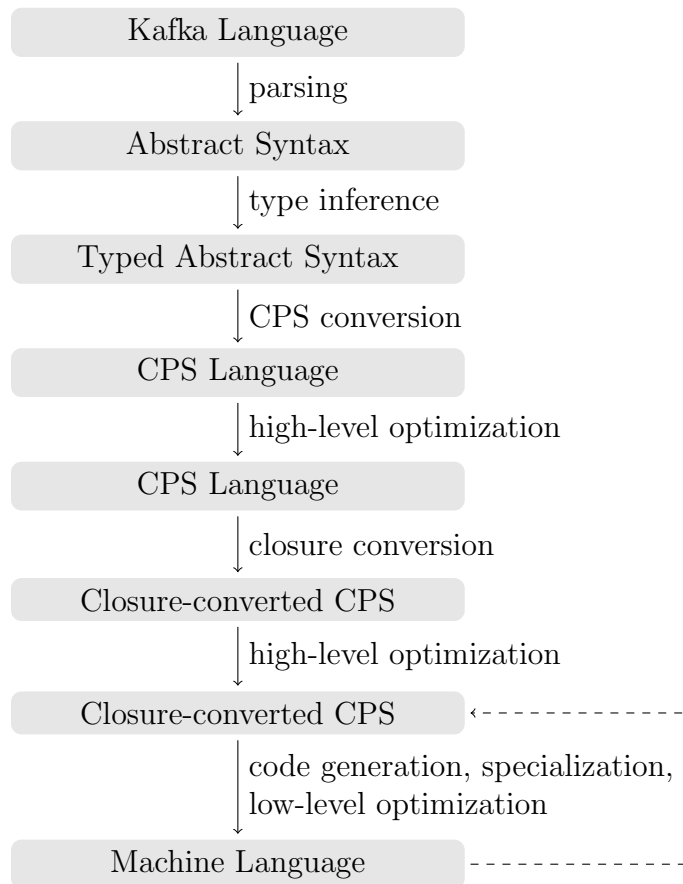 Kafka Language
parsing
Abstract Syntax
type inference
Typed Abstract Syntax
CPS conversion
CPS Language
high-level optimization
CPS Language
closure conversion
Closure-converted CPS
high-level optimization
Closure-converted CPS
code generation, specialization,
low-level optimization
Machine Language